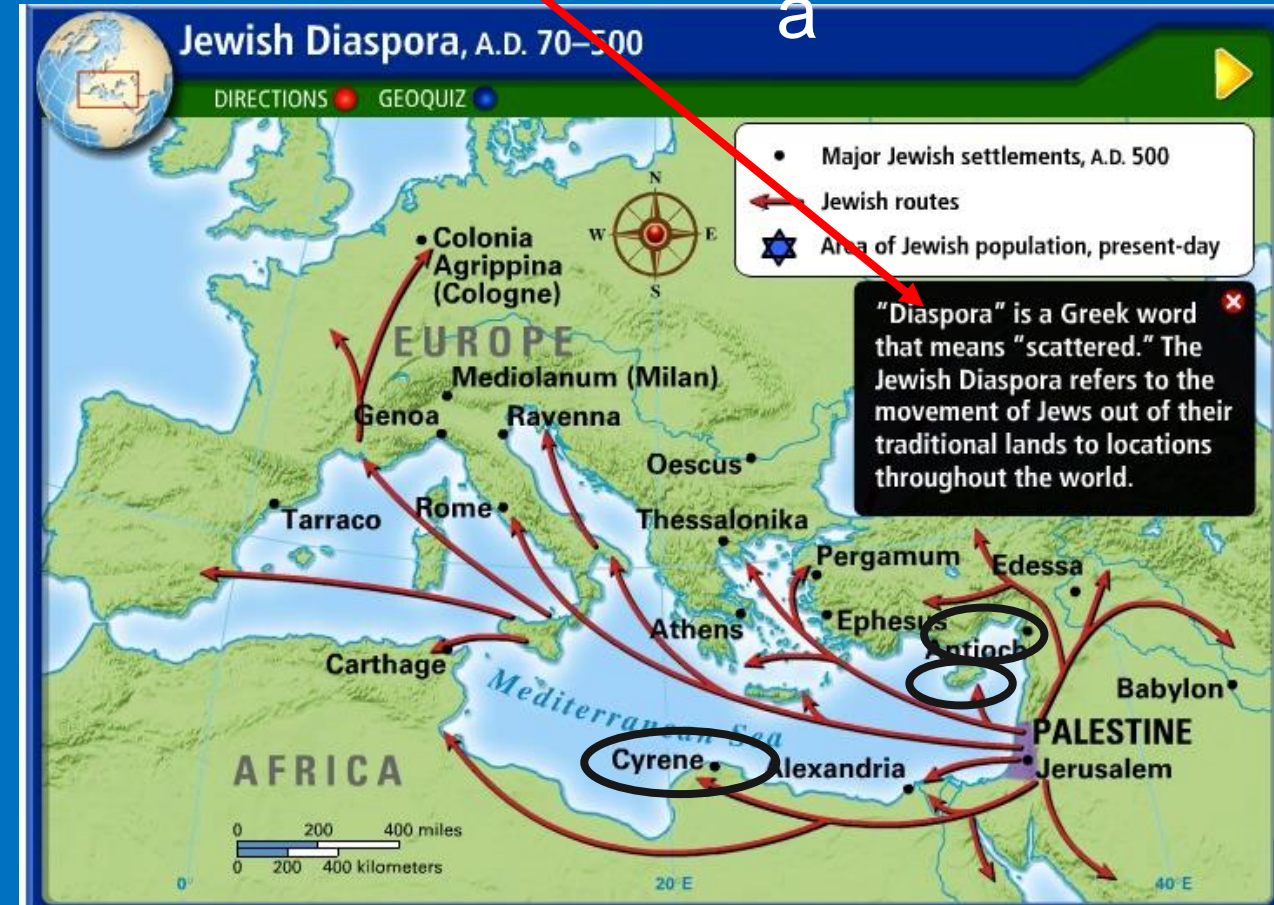 a
Jewish Diaspora, A.D. 70–500
DIRECTIONS GEOQUIZ
• Major Jewish settlements, A.D. 500
Jewish routes
Area of Jewish population, present-day
"Diaspora" is a Greek word
that means "scattered." The
Jewish Diaspora refers to the
movement of Jews out of their
traditional lands to locations
throughout the world.
N
W E
S
Colonia
Agrippina
(Cologne)
EUROPE
Mediolanum (Milan)
Genoa
Ravenna
Oescus
Tarraco
Rome
Thessalonika
Pergamum
Edessa
Athens
Ephesus
Antioch
Carthage
Babylon
Mediterranean Sea
PALESTINE
Cyrene
Alexandria
Jerusalem
AFRICA
0 200 400 miles
0 200 400 kilometers
0° 20°E 40°E